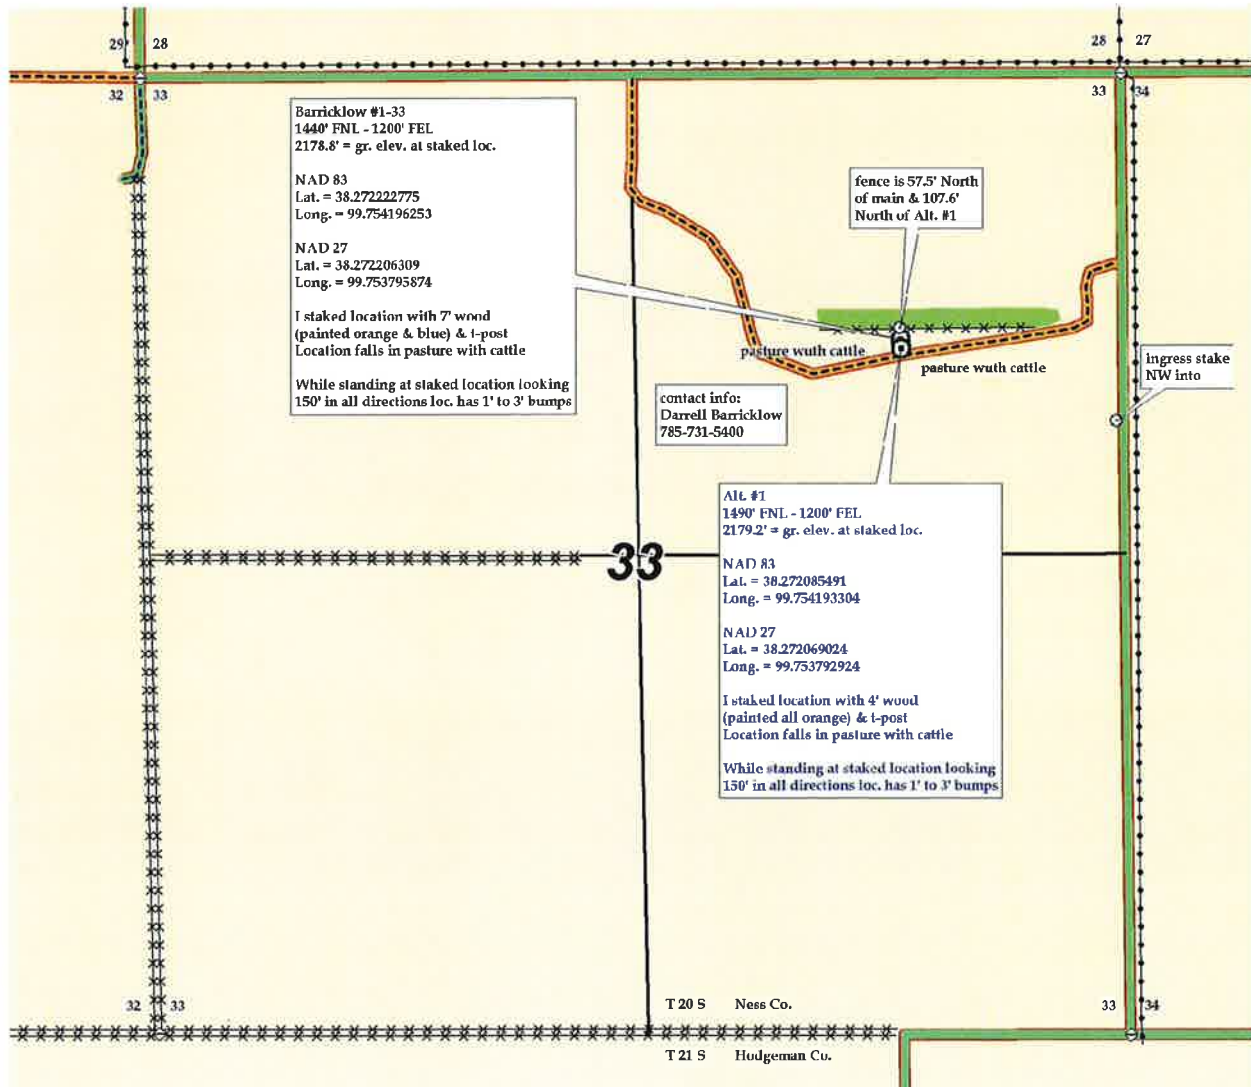 29 28
28 27
32 33
33 34
Barricklow #1-33
1440' FNL - 1200' FEL
2178.8' = gr. elev. at staked loc.
NAD 83
Lat. = 38.272222775
Long. = 99.754196253
NAD 27
Lat. = 38.272206309
Long. = 99.753795874
I staked location with 7' wood
(painted orange & blue) & t-post
Location falls in pasture with cattle
While standing at staked location looking
150' in all directions loc. has 1' to 3' bumps
fence is 57.5' North
of main & 107.6'
North of Alt. #1
pasture wuth cattle
pasture wuth cattle
ingress stake
NW into
contact info:
Darrell Barricklow
785-731-5400
Alt. #1
1490' FNL - 1200' FEL
2179.2' = gr. elev. at staked loc.
NAD 83
Lat. = 38.272085491
Long. = 99.754193304
NAD 27
Lat. = 38.272069024
Long. = 99.753792924
I staked location with 4' wood
(painted all orange) & t-post
Location falls in pasture with cattle
While standing at staked location looking
150' in all directions loc. has 1' to 3' bumps
33
32 33
33 34
T 20 S Ness Co.
T 21 S Hodgeman Co.